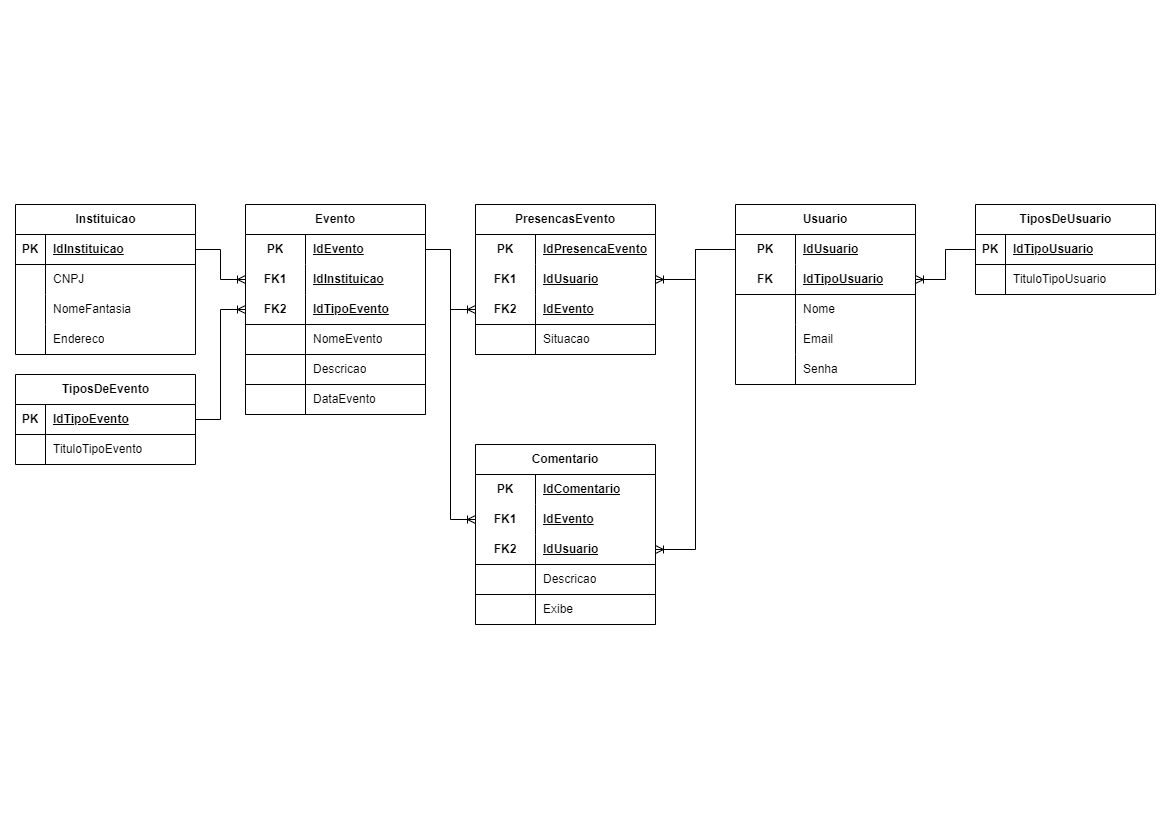 Instituicao
PK IdInstituicao
CNPJ
NomeFantasia
Endereco
TiposDeEvento
PK IdTipoEvento
TituloTipoEvento
Evento
PK IdEvento
FK1 IdInstituicao
FK2 IdTipoEvento
NomeEvento
Descricao
DataEvento
PresencasEvento
PK IdPresencaEvento
FK1 IdUsuario
FK2 IdEvento
Situacao
Comentario
PK IdComentario
FK1 IdEvento
FK2 IdUsuario
Descricao
Exibe
Usuario
PK IdUsuario
FK IdTipoUsuario
Nome
Email
Senha
TiposDeUsuario
PK IdTipoUsuario
TituloTipoUsuario